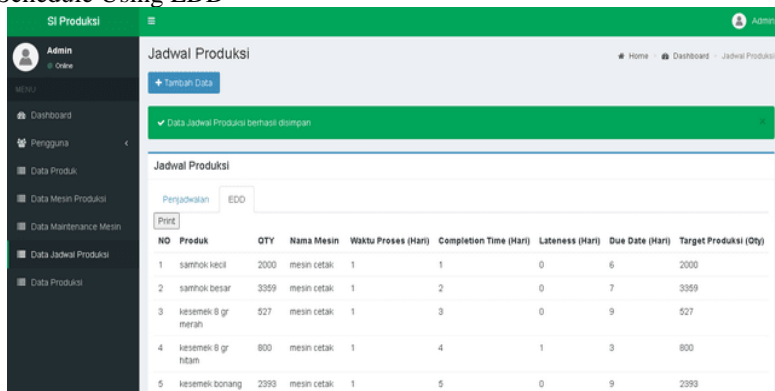 Schedule Using EDD
SI Produksi
Admin
Admin
Online
MENU
Dashboard
Pengguna
Data Produk
Data Mesin Produksi
Data Maintenance Mesin
Data Jadwal Produksi
Data Produksi
Jadwal Produksi
Home > Dashboard > Jadwal Produksi
+ Tambah Data
✔ Data Jadwal Produksi berhasil disimpan ×
Jadwal Produksi
Penjadwalan EDD
Print
NO Produk QTY Nama Mesin Waktu Proses (Hari) Completion Time (Hari) Lateness (Hari) Due Date (Hari) Target Produksi (Qty)
1 samhok kecil 2000 mesin cetak 1 1 0 6 2000
2 samhok besar 3359 mesin cetak 1 2 0 7 3359
3 kesemek 8 gr merah 527 mesin cetak 1 3 0 9 527
4 kesemek 8 gr hitam 800 mesin cetak 1 4 1 3 800
5 kesemek bonang 2393 mesin cetak 1 5 0 9 2393